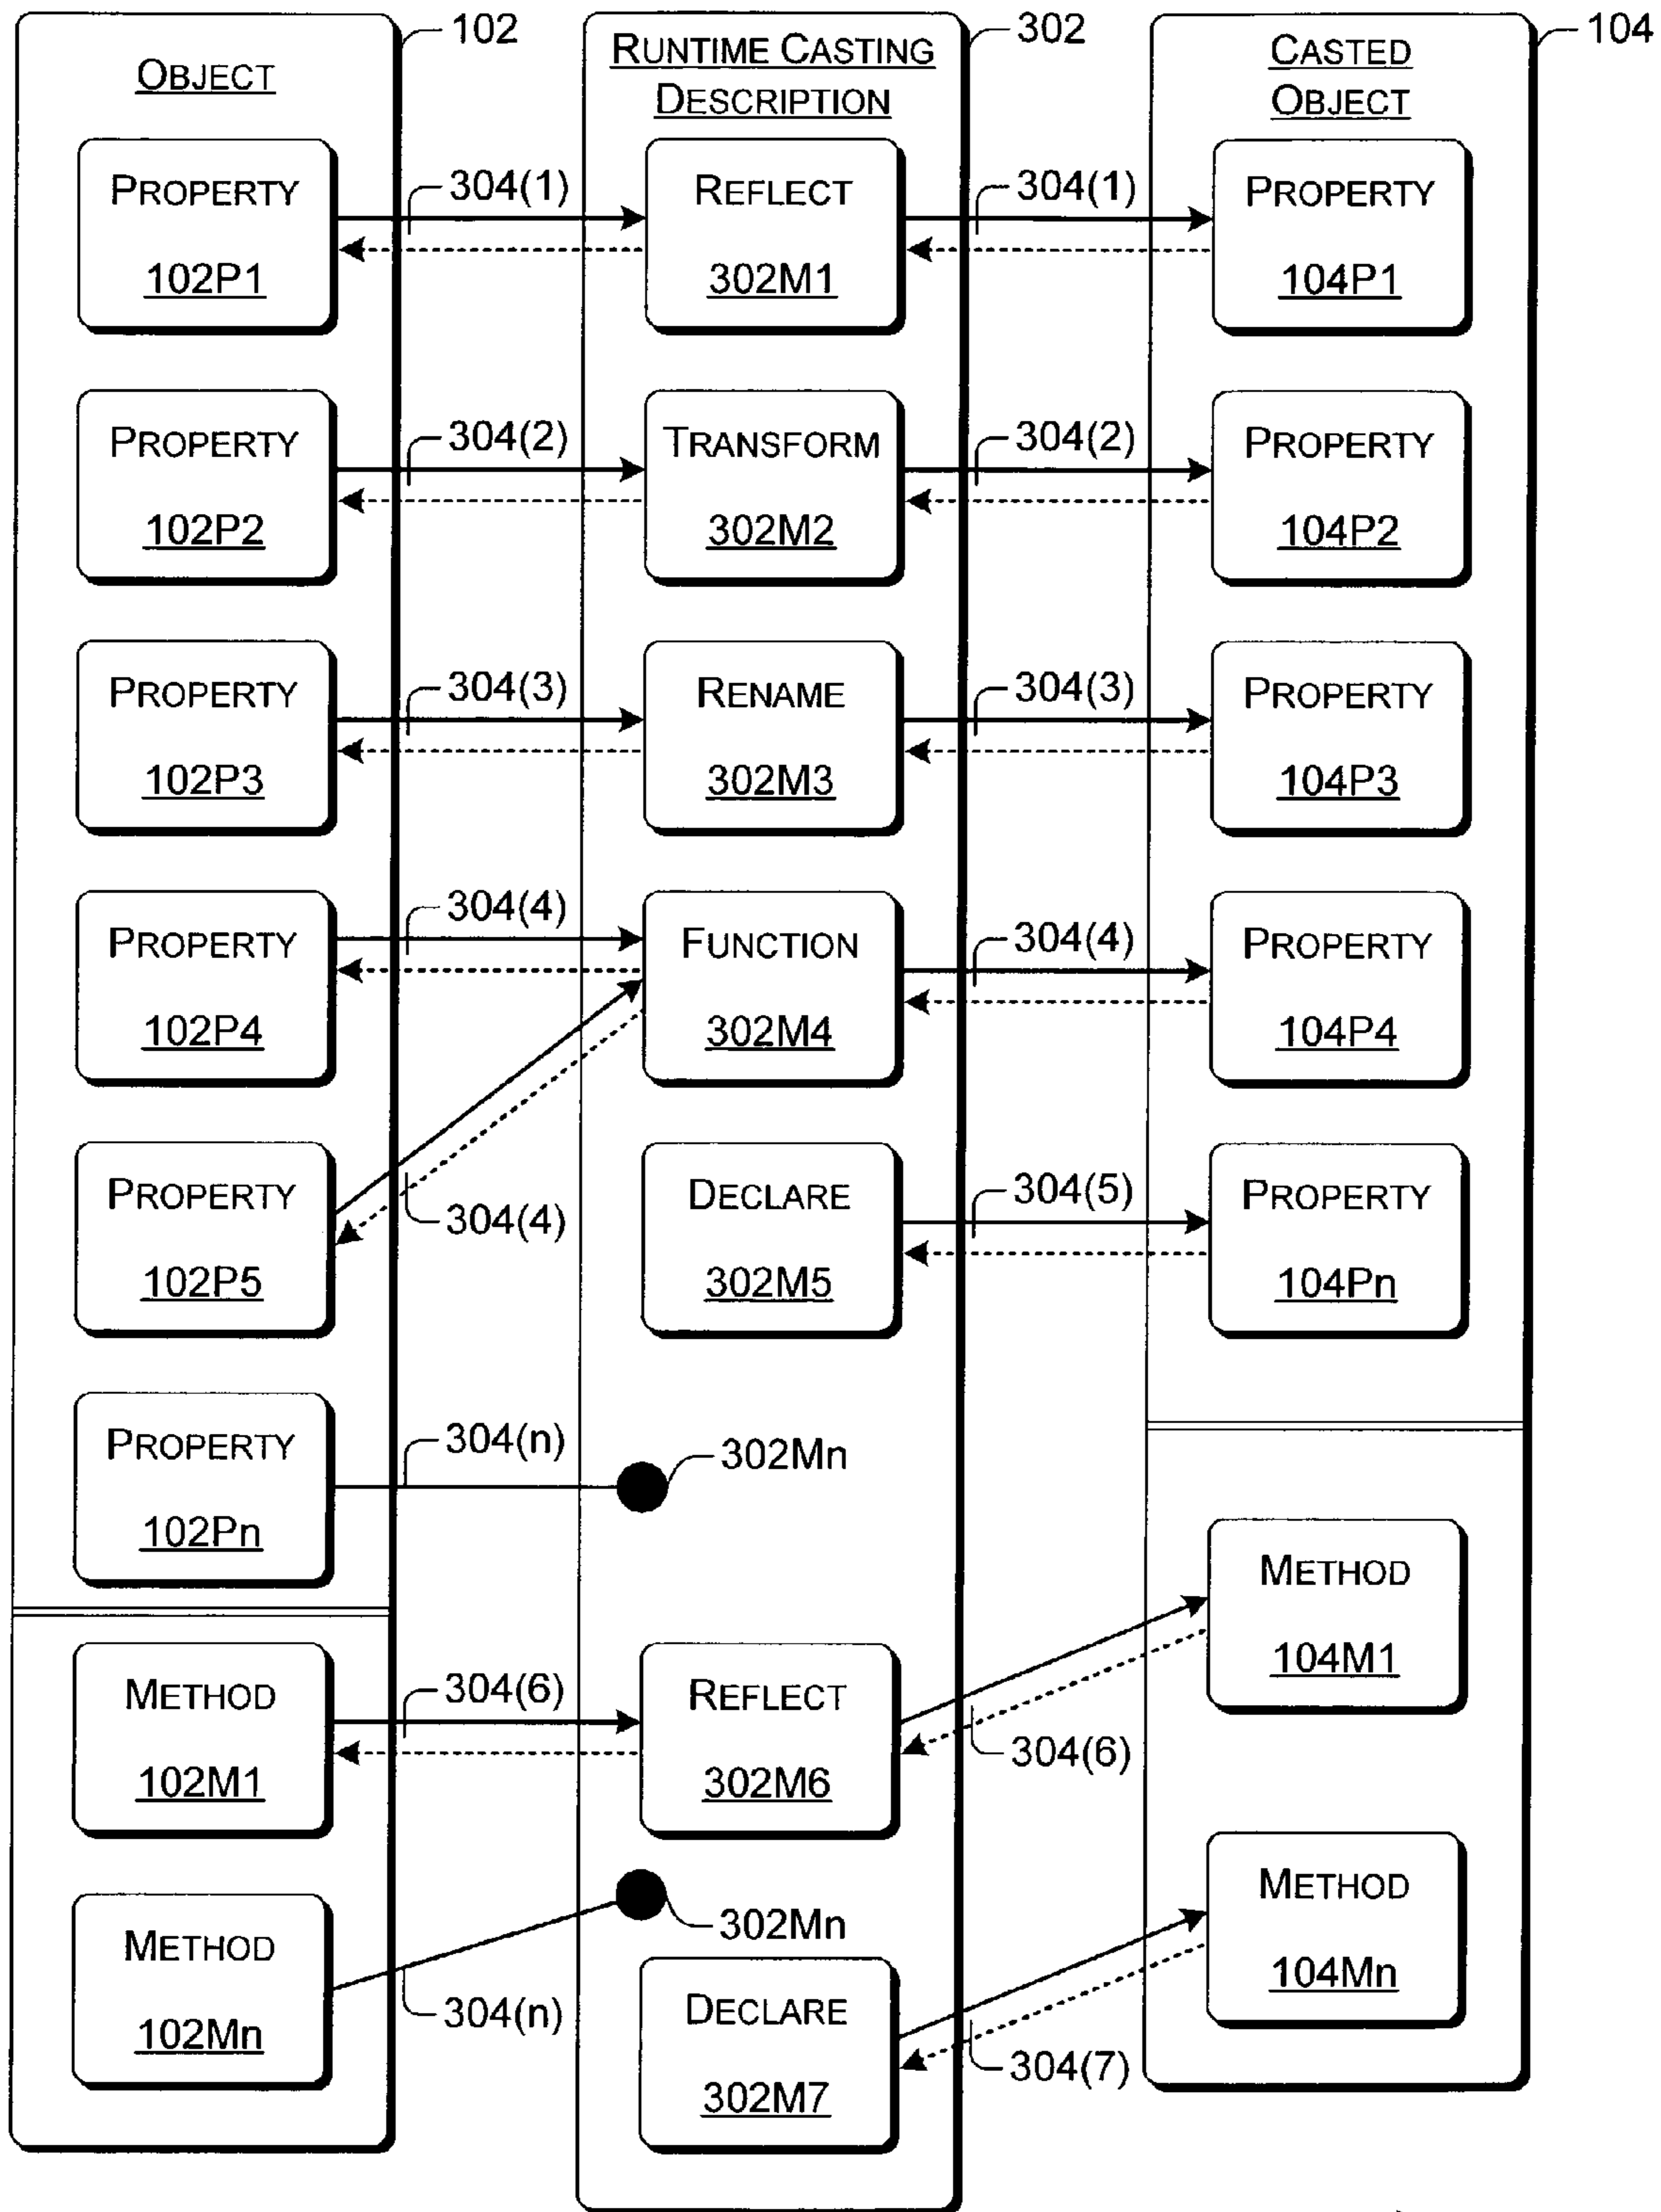 102
302
104
OBJECT
RUNTIME CASTING
DESCRIPTION
CASTED
OBJECT
PROPERTY
102P1
304(1)
REFLECT
302M1
304(1)
PROPERTY
104P1
PROPERTY
102P2
304(2)
TRANSFORM
302M2
304(2)
PROPERTY
104P2
PROPERTY
102P3
304(3)
RENAME
302M3
304(3)
PROPERTY
104P3
PROPERTY
102P4
304(4)
FUNCTION
302M4
304(4)
PROPERTY
104P4
PROPERTY
102P5
304(4)
DECLARE
302M5
304(5)
PROPERTY
104Pn
PROPERTY
102Pn
304(n)
302Mn
METHOD
102M1
304(6)
REFLECT
302M6
304(6)
METHOD
104M1
METHOD
102Mn
304(n)
302Mn
DECLARE
302M7
304(7)
METHOD
104Mn